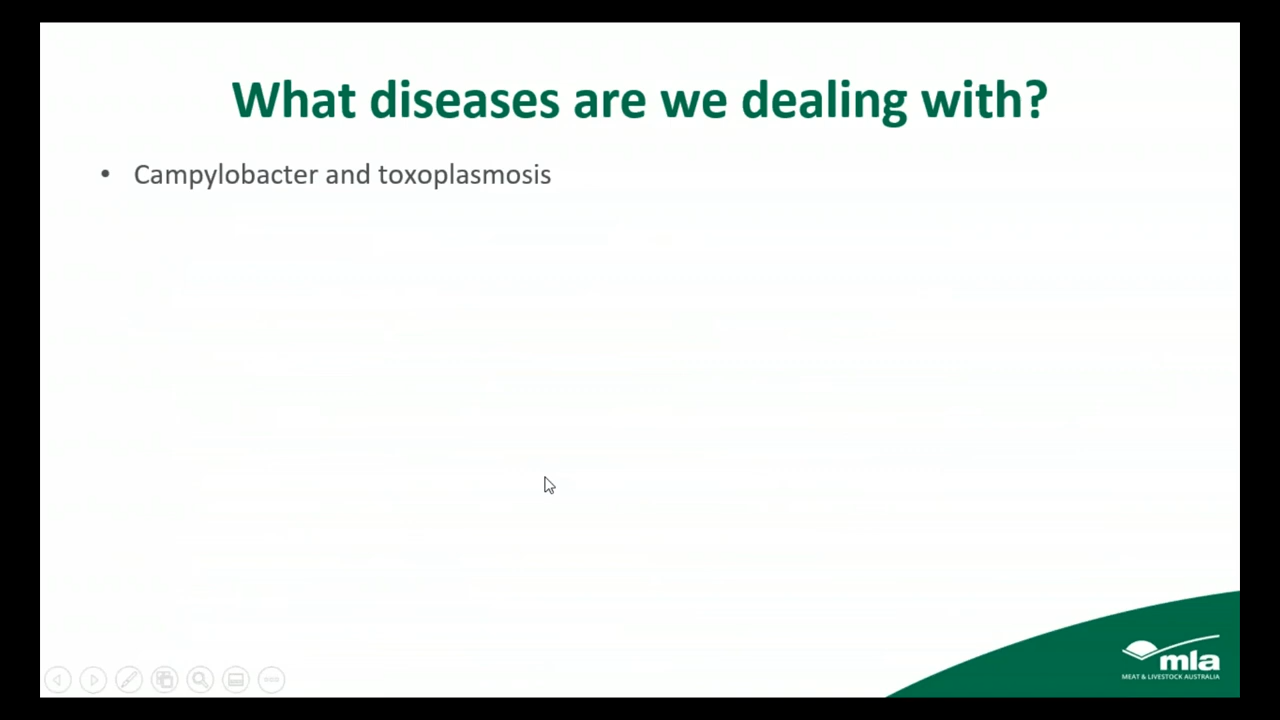 What diseases are we dealing with?
• Campylobacter and toxoplasmosis
mla
MEAT & LIVESTOCK AUSTRALIA